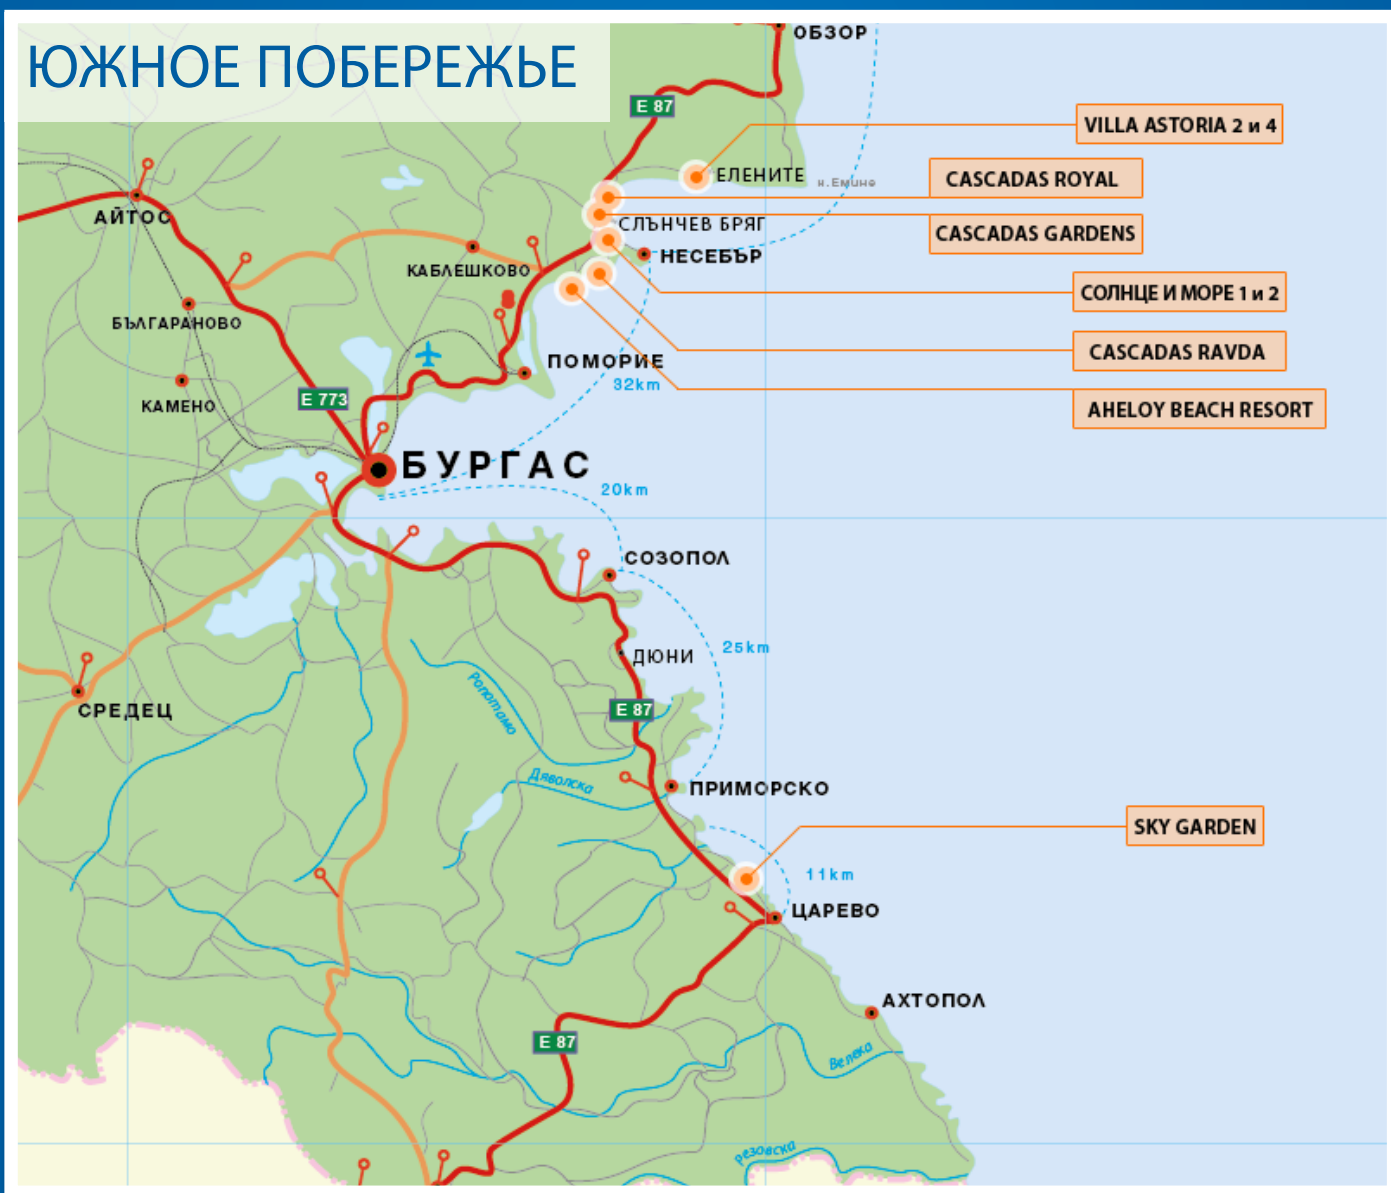 ЮЖНОЕ ПОБЕРЕЖЬЕ
ОБЗОР
E 87
VILLA ASTORIA 2 и 4
ЕЛЕНИТЕ
н.Емине
CASCADAS ROYAL
АЙТОС
СЛЪНЧЕВ БРЯГ
CASCADAS GARDENS
НЕСЕБЪР
КАБЛЕШКОВО
СОЛНЦЕ И МОРЕ 1 и 2
БЪЛГАРАНОВО
CASCADAS RAVDA
ПОМОРИЕ
32km
E 773
КАМЕНО
AHELOY BEACH RESORT
БУРГАС
20km
СОЗОПОЛ
25km
ДЮНИ
Ропотамо
СРЕДЕЦ
E 87
Дяволска
ПРИМОРСКО
SKY GARDEN
11km
ЦАРЕВО
АХТОПОЛ
E 87
Велека
резовска